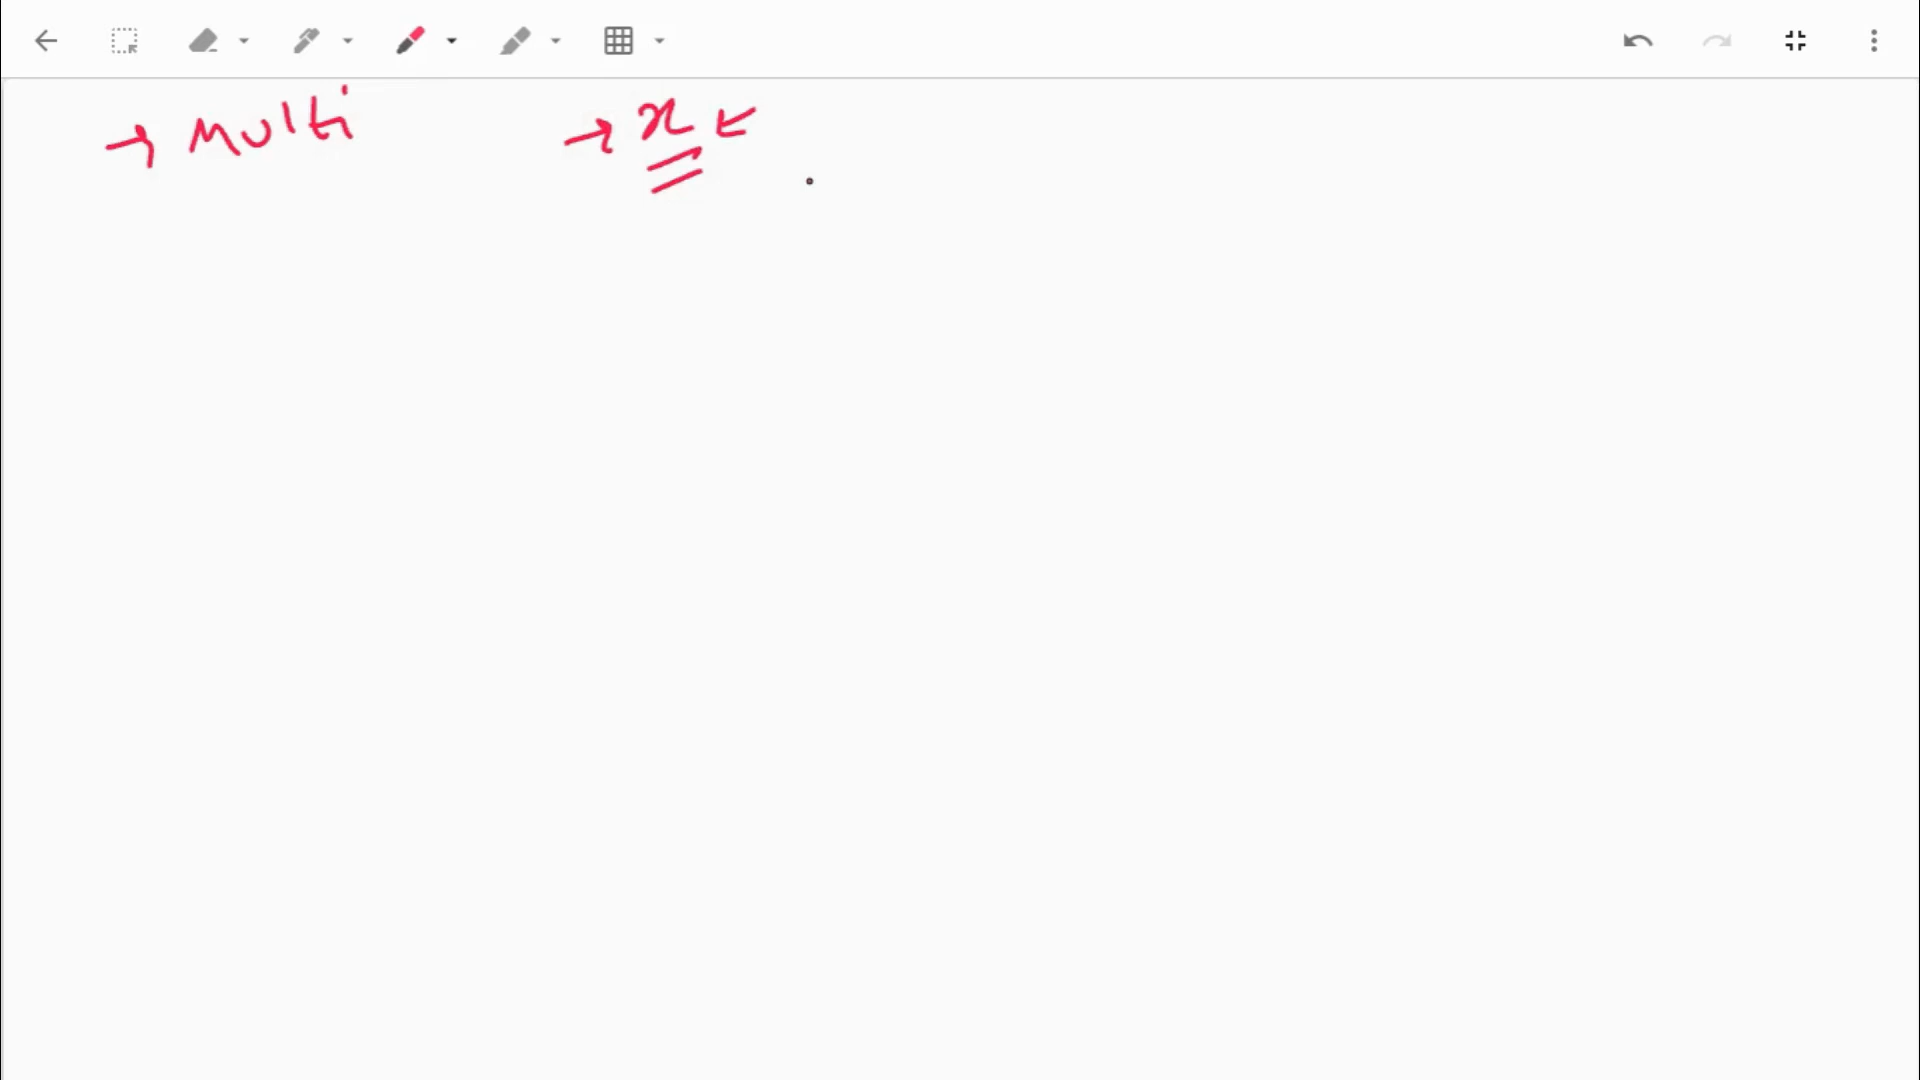 → Multi → x ←